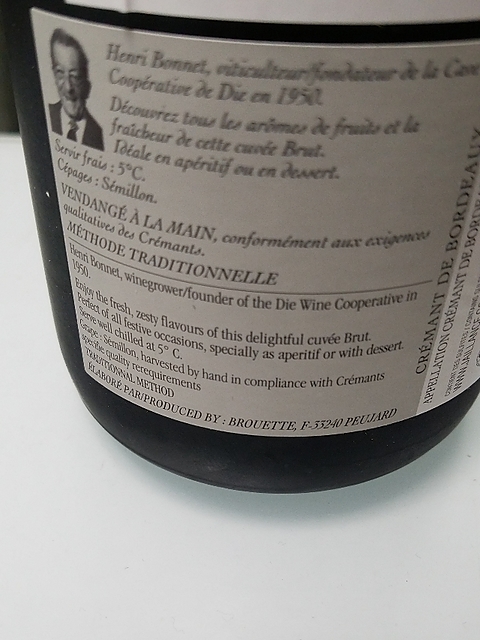 Henri Bonnet, viticulteur/fondateur de la Cave
Coopérative de Die en 1950.
Découvrez tous les arômes de fruits et la
fraîcheur de cette cuvée Brut.
Idéale en apéritif ou en dessert.
Servir frais : 5°C.
Cépages : Sémillon.
VENDANGÉ À LA MAIN, conformément aux exigences
qualitatives des Crémants.
MÉTHODE TRADITIONNELLE
Henri Bonnet, winegrower/founder of the Die Wine Cooperative in
1950.
Enjoy the fresh, zesty flavours of this delightful cuvée Brut.
Perfect of all festive occasions, specially as aperitif or with dessert.
Serve well chilled at 5° C.
Grape : Sémillon, harvested by hand in compliance with Crémants
spesific quality rerequirements
TRADITIONNAL METHOD
ÉLABORÉ PAR/PRODUCED BY : BROUETTE, F-33240 PEUJARD
CRÉMANT DE BORDEAUX
APPELLATION CRÉMANT DE BORDEAUX
WWW.JAILLANCE.COM